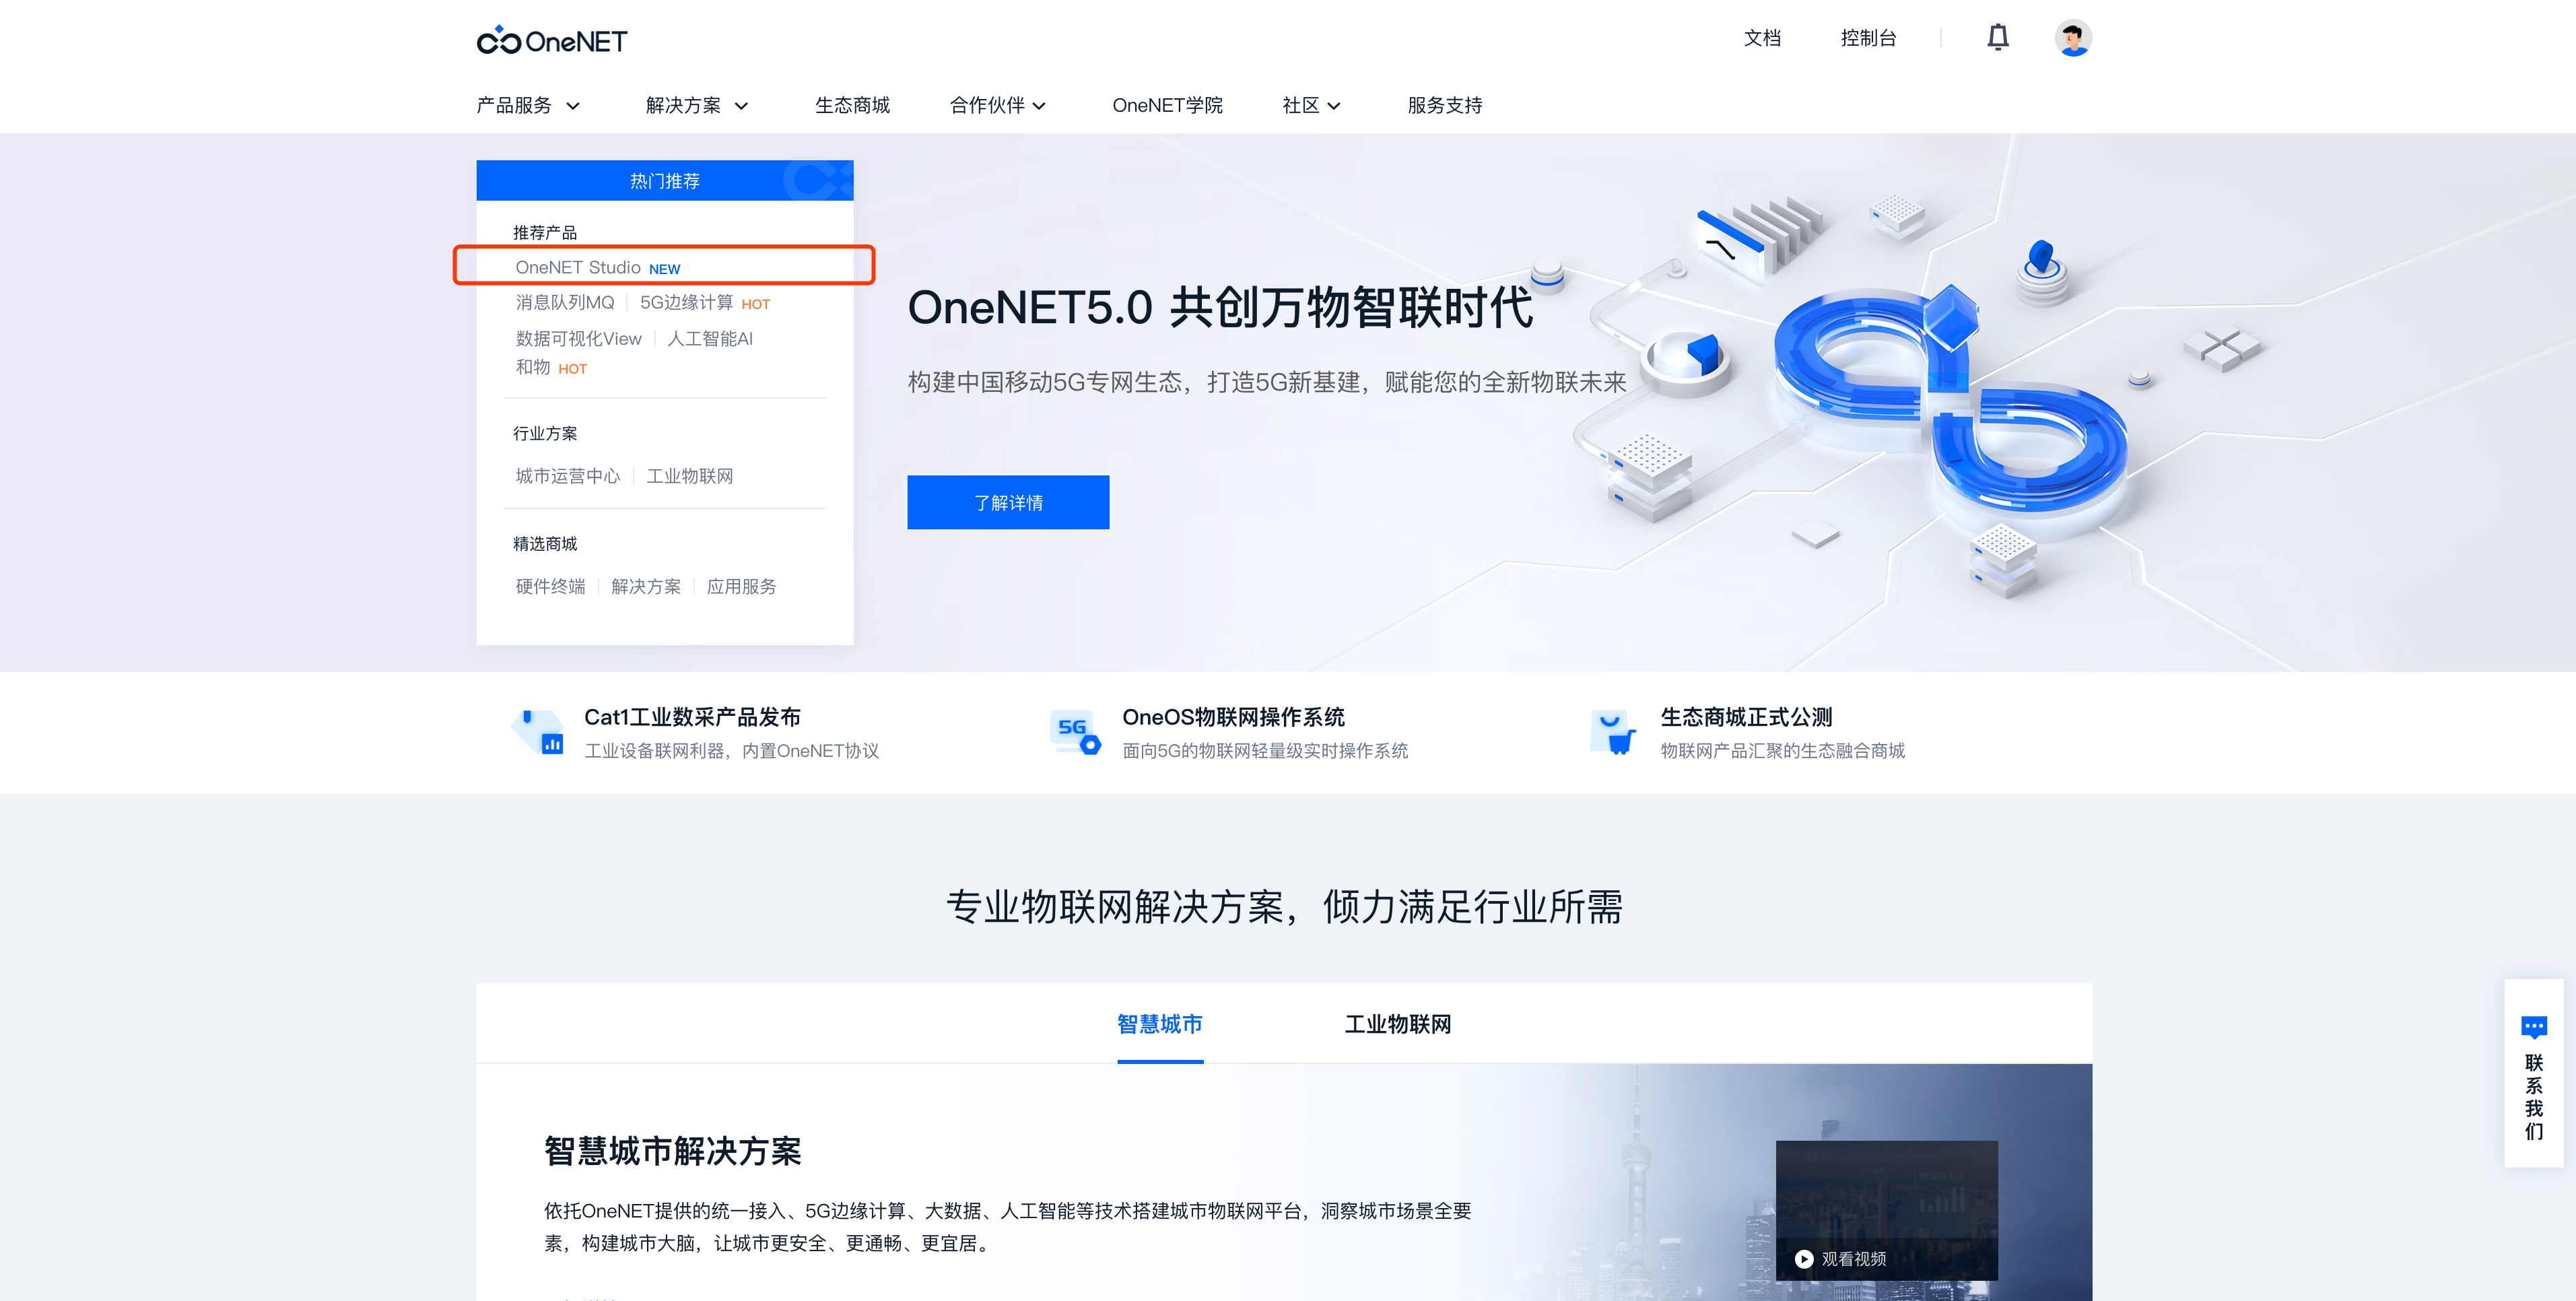 OneNET
文档 控制台
产品服务 解决方案 生态商城 合作伙伴 OneNET学院 社区 服务支持
热门推荐
推荐产品
OneNET Studio NEW
消息队列MQ 5G边缘计算 HOT
数据可视化View 人工智能AI
和物 HOT
行业方案
城市运营中心 工业物联网
精选商城
硬件终端 解决方案 应用服务
OneNET5.0 共创万物智联时代
构建中国移动5G专网生态，打造5G新基建，赋能您的全新物联未来
了解详情
Cat1工业数采产品发布
工业设备联网利器，内置OneNET协议
5G
OneOS物联网操作系统
面向5G的物联网轻量级实时操作系统
生态商城正式公测
物联网产品汇聚的生态融合商城
专业物联网解决方案，倾力满足行业所需
智慧城市 工业物联网
智慧城市解决方案
依托OneNET提供的统一接入、5G边缘计算、大数据、人工智能等技术搭建城市物联网平台，洞察城市场景全要
素，构建城市大脑，让城市更安全、更通畅、更宜居。
观看视频
联系我们